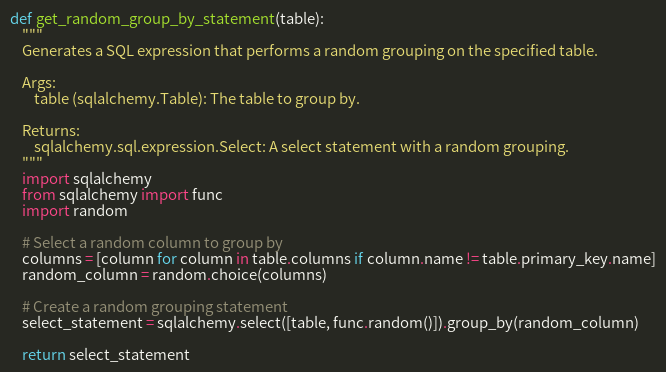 def get_random_group_by_statement(table):
    """
    Generates a SQL expression that performs a random grouping on the specified table.

    Args:
        table (sqlalchemy.Table): The table to group by.

    Returns:
        sqlalchemy.sql.expression.Select: A select statement with a random grouping.
    """
    import sqlalchemy
    from sqlalchemy import func
    import random

    # Select a random column to group by
    columns = [column for column in table.columns if column.name != table.primary_key.name]
    random_column = random.choice(columns)

    # Create a random grouping statement
    select_statement = sqlalchemy.select([table, func.random()]).group_by(random_column)

    return select_statement